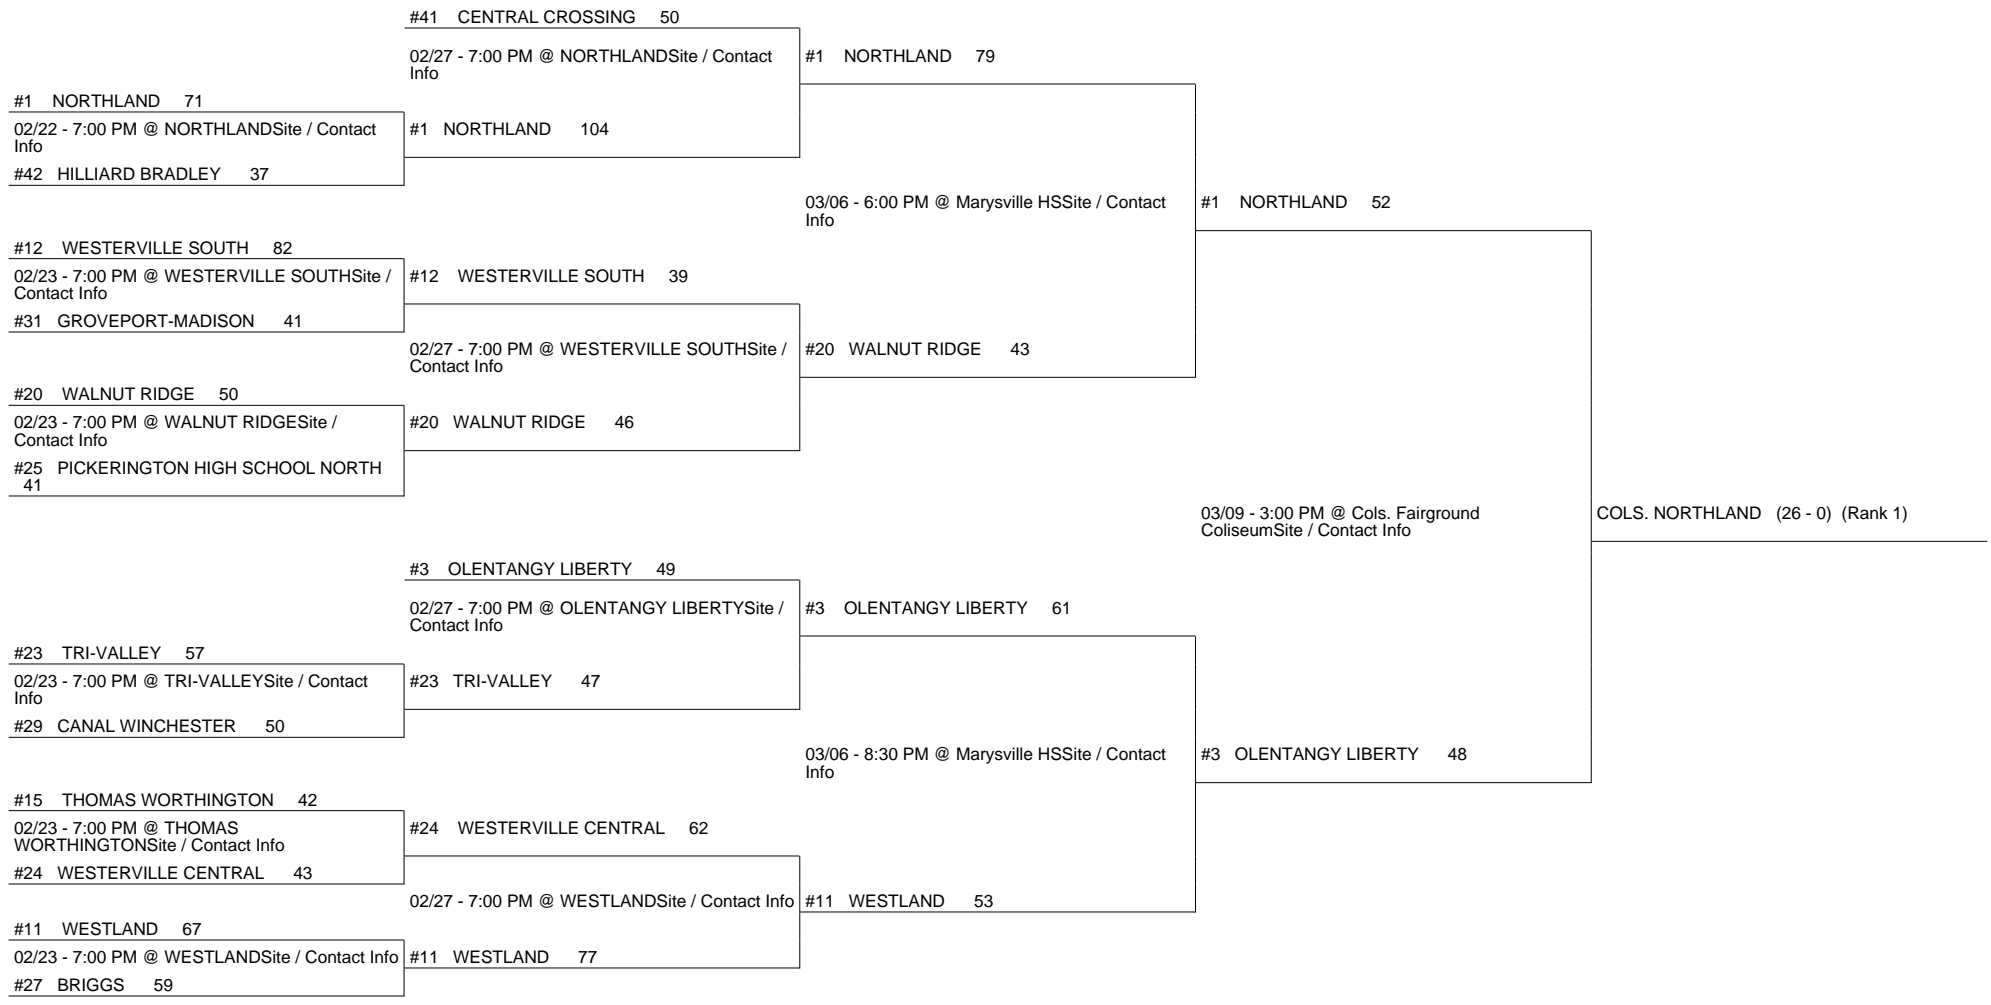 #41 CENTRAL CROSSING 50
02/27 - 7:00 PM @ NORTHLANDSite / Contact
Info
#1 NORTHLAND 79
#1 NORTHLAND 71
02/22 - 7:00 PM @ NORTHLANDSite / Contact
Info
#1 NORTHLAND 104
#42 HILLIARD BRADLEY 37
03/06 - 6:00 PM @ Marysville HSSite / Contact
Info
#1 NORTHLAND 52
#12 WESTERVILLE SOUTH 82
02/23 - 7:00 PM @ WESTERVILLE SOUTHSite /
Contact Info
#12 WESTERVILLE SOUTH 39
#31 GROVEPORT-MADISON 41
02/27 - 7:00 PM @ WESTERVILLE SOUTHSite /
Contact Info
#20 WALNUT RIDGE 43
#20 WALNUT RIDGE 50
02/23 - 7:00 PM @ WALNUT RIDGESite /
Contact Info
#20 WALNUT RIDGE 46
#25 PICKERINGTON HIGH SCHOOL NORTH
41
03/09 - 3:00 PM @ Cols. Fairground
ColiseumSite / Contact Info
COLS. NORTHLAND (26 - 0) (Rank 1)
#3 OLENTANGY LIBERTY 49
02/27 - 7:00 PM @ OLENTANGY LIBERTYSite /
Contact Info
#3 OLENTANGY LIBERTY 61
#23 TRI-VALLEY 57
02/23 - 7:00 PM @ TRI-VALLEYSite / Contact
Info
#23 TRI-VALLEY 47
#29 CANAL WINCHESTER 50
03/06 - 8:30 PM @ Marysville HSSite / Contact
Info
#3 OLENTANGY LIBERTY 48
#15 THOMAS WORTHINGTON 42
02/23 - 7:00 PM @ THOMAS
WORTHINGTONSite / Contact Info
#24 WESTERVILLE CENTRAL 62
#24 WESTERVILLE CENTRAL 43
02/27 - 7:00 PM @ WESTLANDSite / Contact Info
#11 WESTLAND 53
#11 WESTLAND 67
02/23 - 7:00 PM @ WESTLANDSite / Contact Info
#11 WESTLAND 77
#27 BRIGGS 59